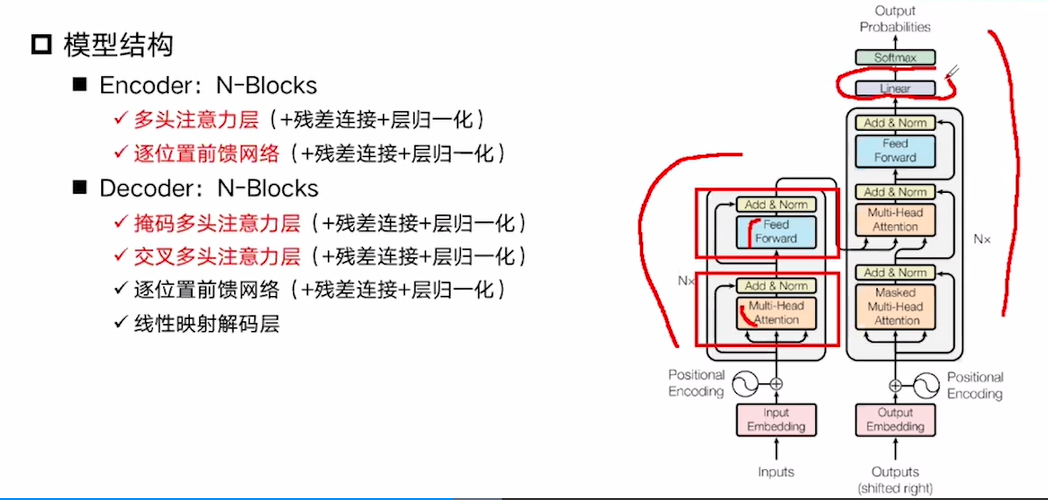 模型结构
Encoder: N-Blocks
多头注意力层（+残差连接+层归一化）
逐位置前馈网络（+残差连接+层归一化）
Decoder: N-Blocks
掩码多头注意力层（+残差连接+层归一化）
交叉多头注意力层（+残差连接+层归一化）
逐位置前馈网络（+残差连接+层归一化）
线性映射解码层
Output
Probabilities
Softmax
Linear
Add & Norm
Feed
Forward
Add & Norm
Multi-Head
Attention
Nx
Add & Norm
Masked
Multi-Head
Attention
Add & Norm
Feed
Forward
Nx
Add & Norm
Multi-Head
Attention
Positional
Encoding
Positional
Encoding
Input
Embedding
Output
Embedding
Inputs
Outputs
(shifted right)